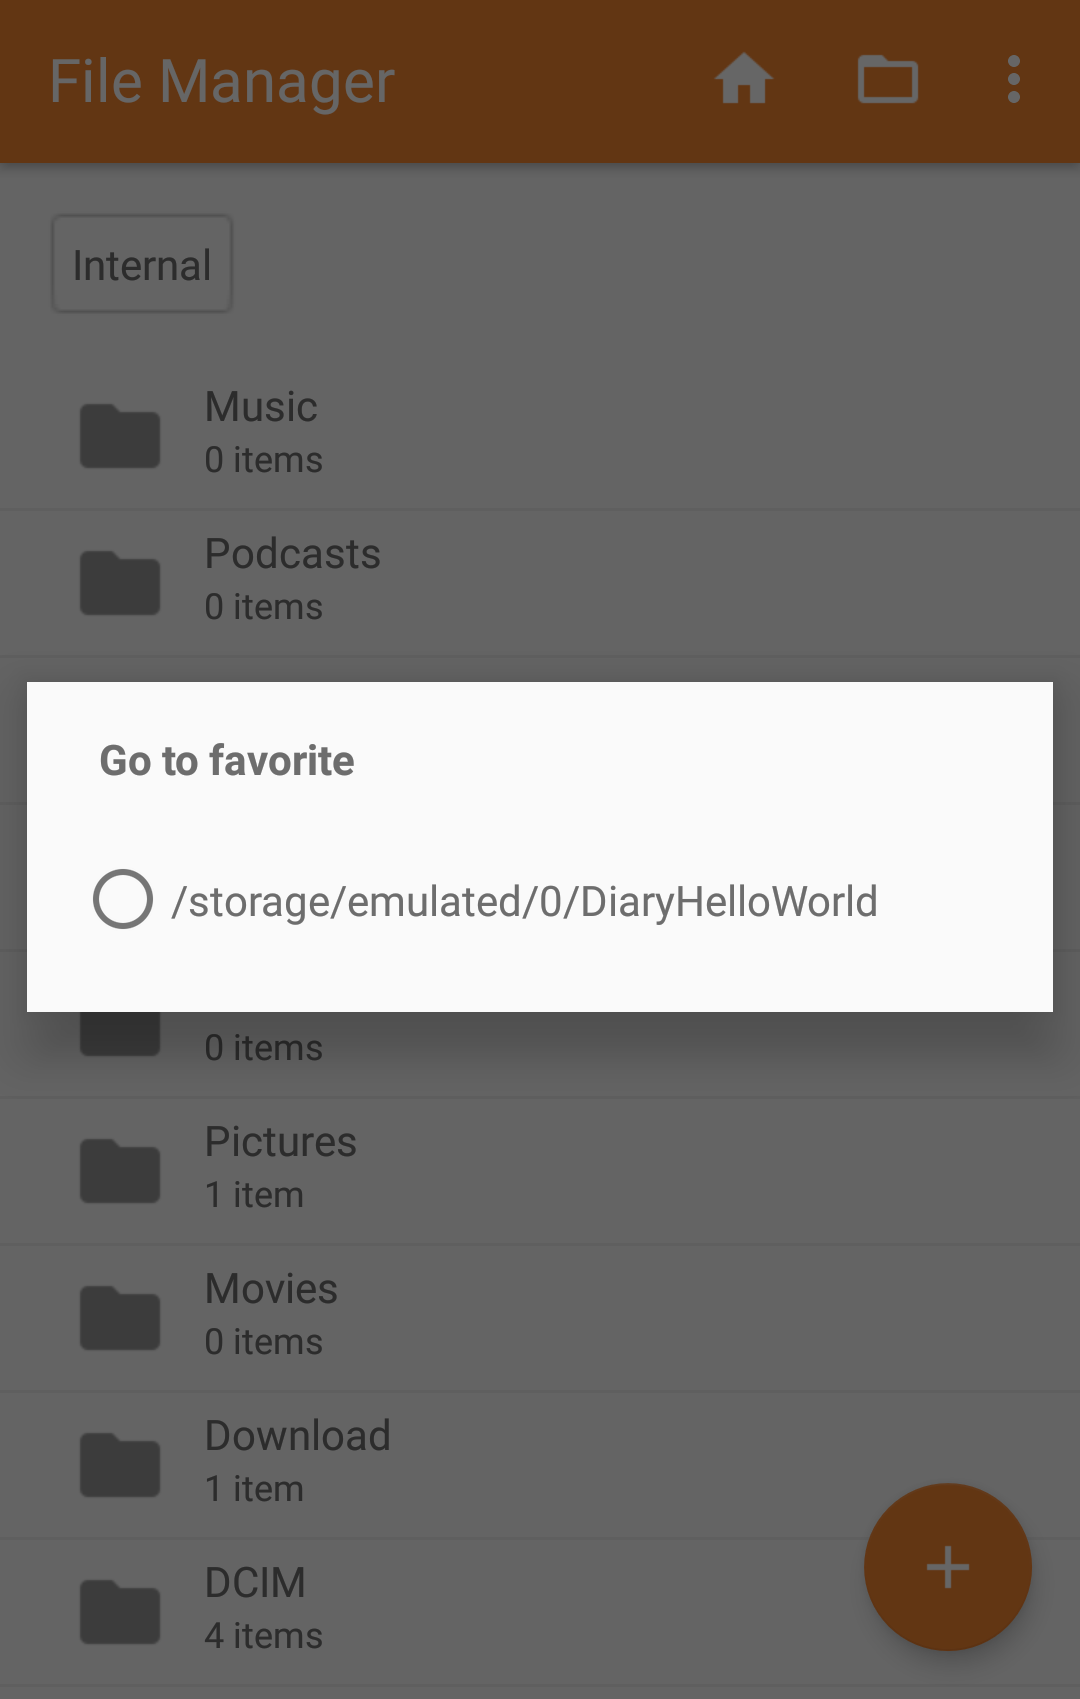 File Manager
Internal
Music
0 items
Podcasts
0 items
Go to favorite
/storage/emulated/0/DiaryHelloWorld
0 items
Pictures
1 item
Movies
0 items
Download
1 item
DCIM
4 items